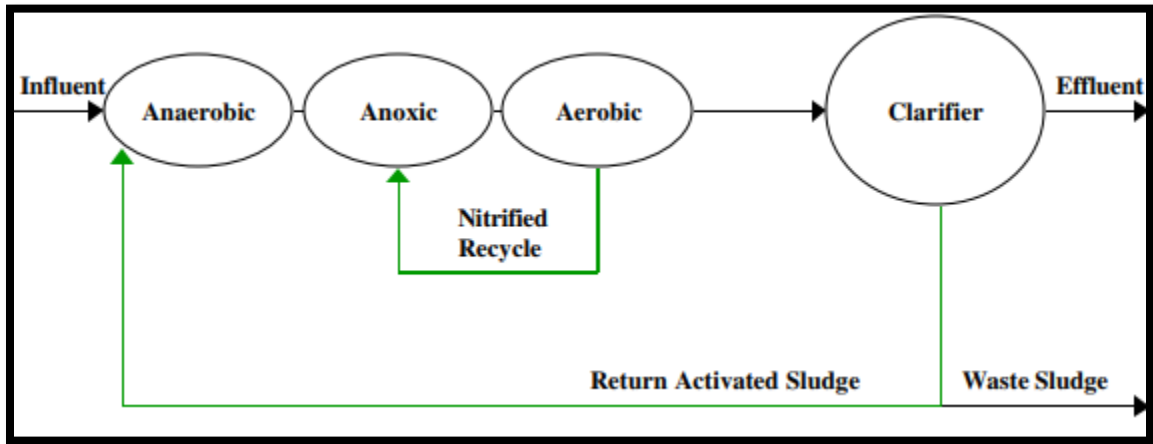 Influent
Anaerobic
Anoxic
Aerobic
Clarifier
Effluent
Nitrified
Recycle
Return Activated Sludge
Waste Sludge